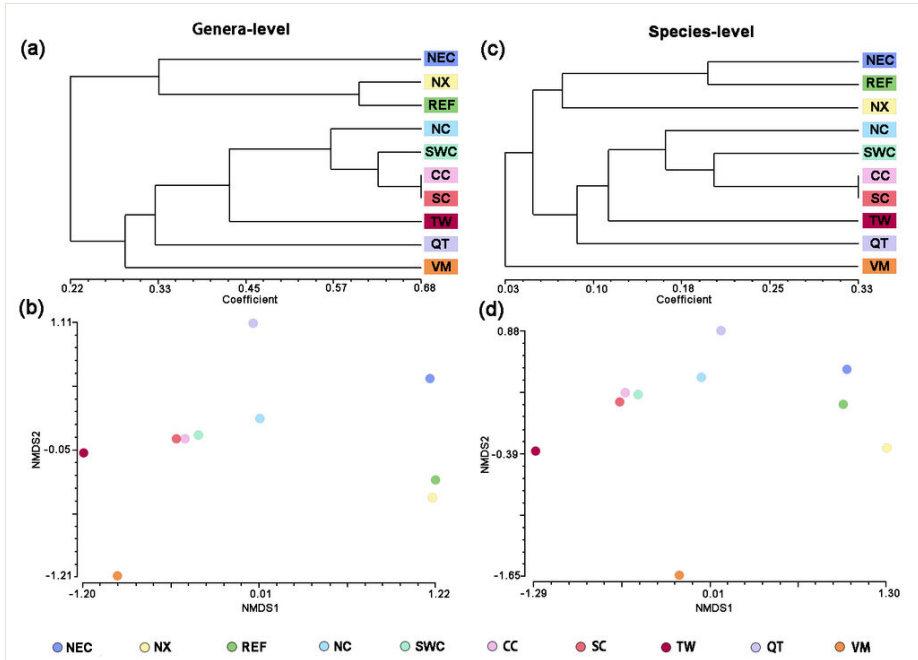 Genera-level
Species-level
(a)
(c)
NEC
NX
REF
NC
SWC
CC
SC
TW
QT
VM
0.22
0.33
0.45
0.57
0.68
Coefficient
NEC
REF
NX
NC
SWC
CC
SC
TW
QT
VM
0.03
0.10
0.18
0.25
0.33
Coefficient
(b)
1.11
-0.05
-1.21
NMDS2
-1.20
0.01
1.22
NMDS1
(d)
0.88
-0.39
-1.65
NMDS2
-1.29
0.01
1.30
NMDS1
NEC
NX
REF
NC
SWC
CC
SC
TW
QT
VM